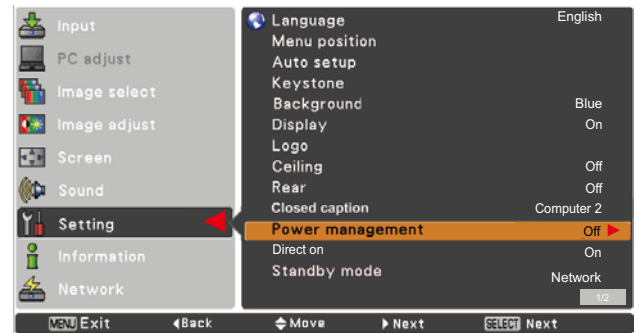 Input
PC adjust
Image select
Image adjust
Screen
Sound
Setting
Information
Network
Language English
Menu position
Auto setup
Keystone
Background Blue
Display On
Logo
Ceiling Off
Rear Off
Closed caption Computer 2
Power management Off
Direct on On
Standby mode Network
1/2
MENU Exit Back Move Next SELECT Next